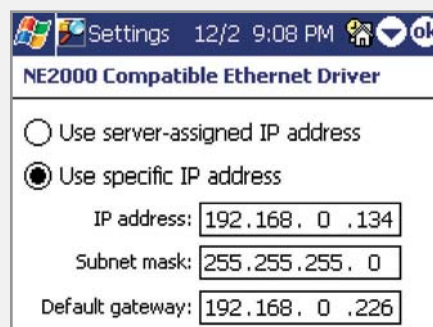 Settings 12/2 9:08 PM ok
NE2000 Compatible Ethernet Driver
Use server-assigned IP address
Use specific IP address
IP address: 192.168. 0 .134
Subnet mask: 255.255.255. 0
Default gateway: 192.168. 0 .226